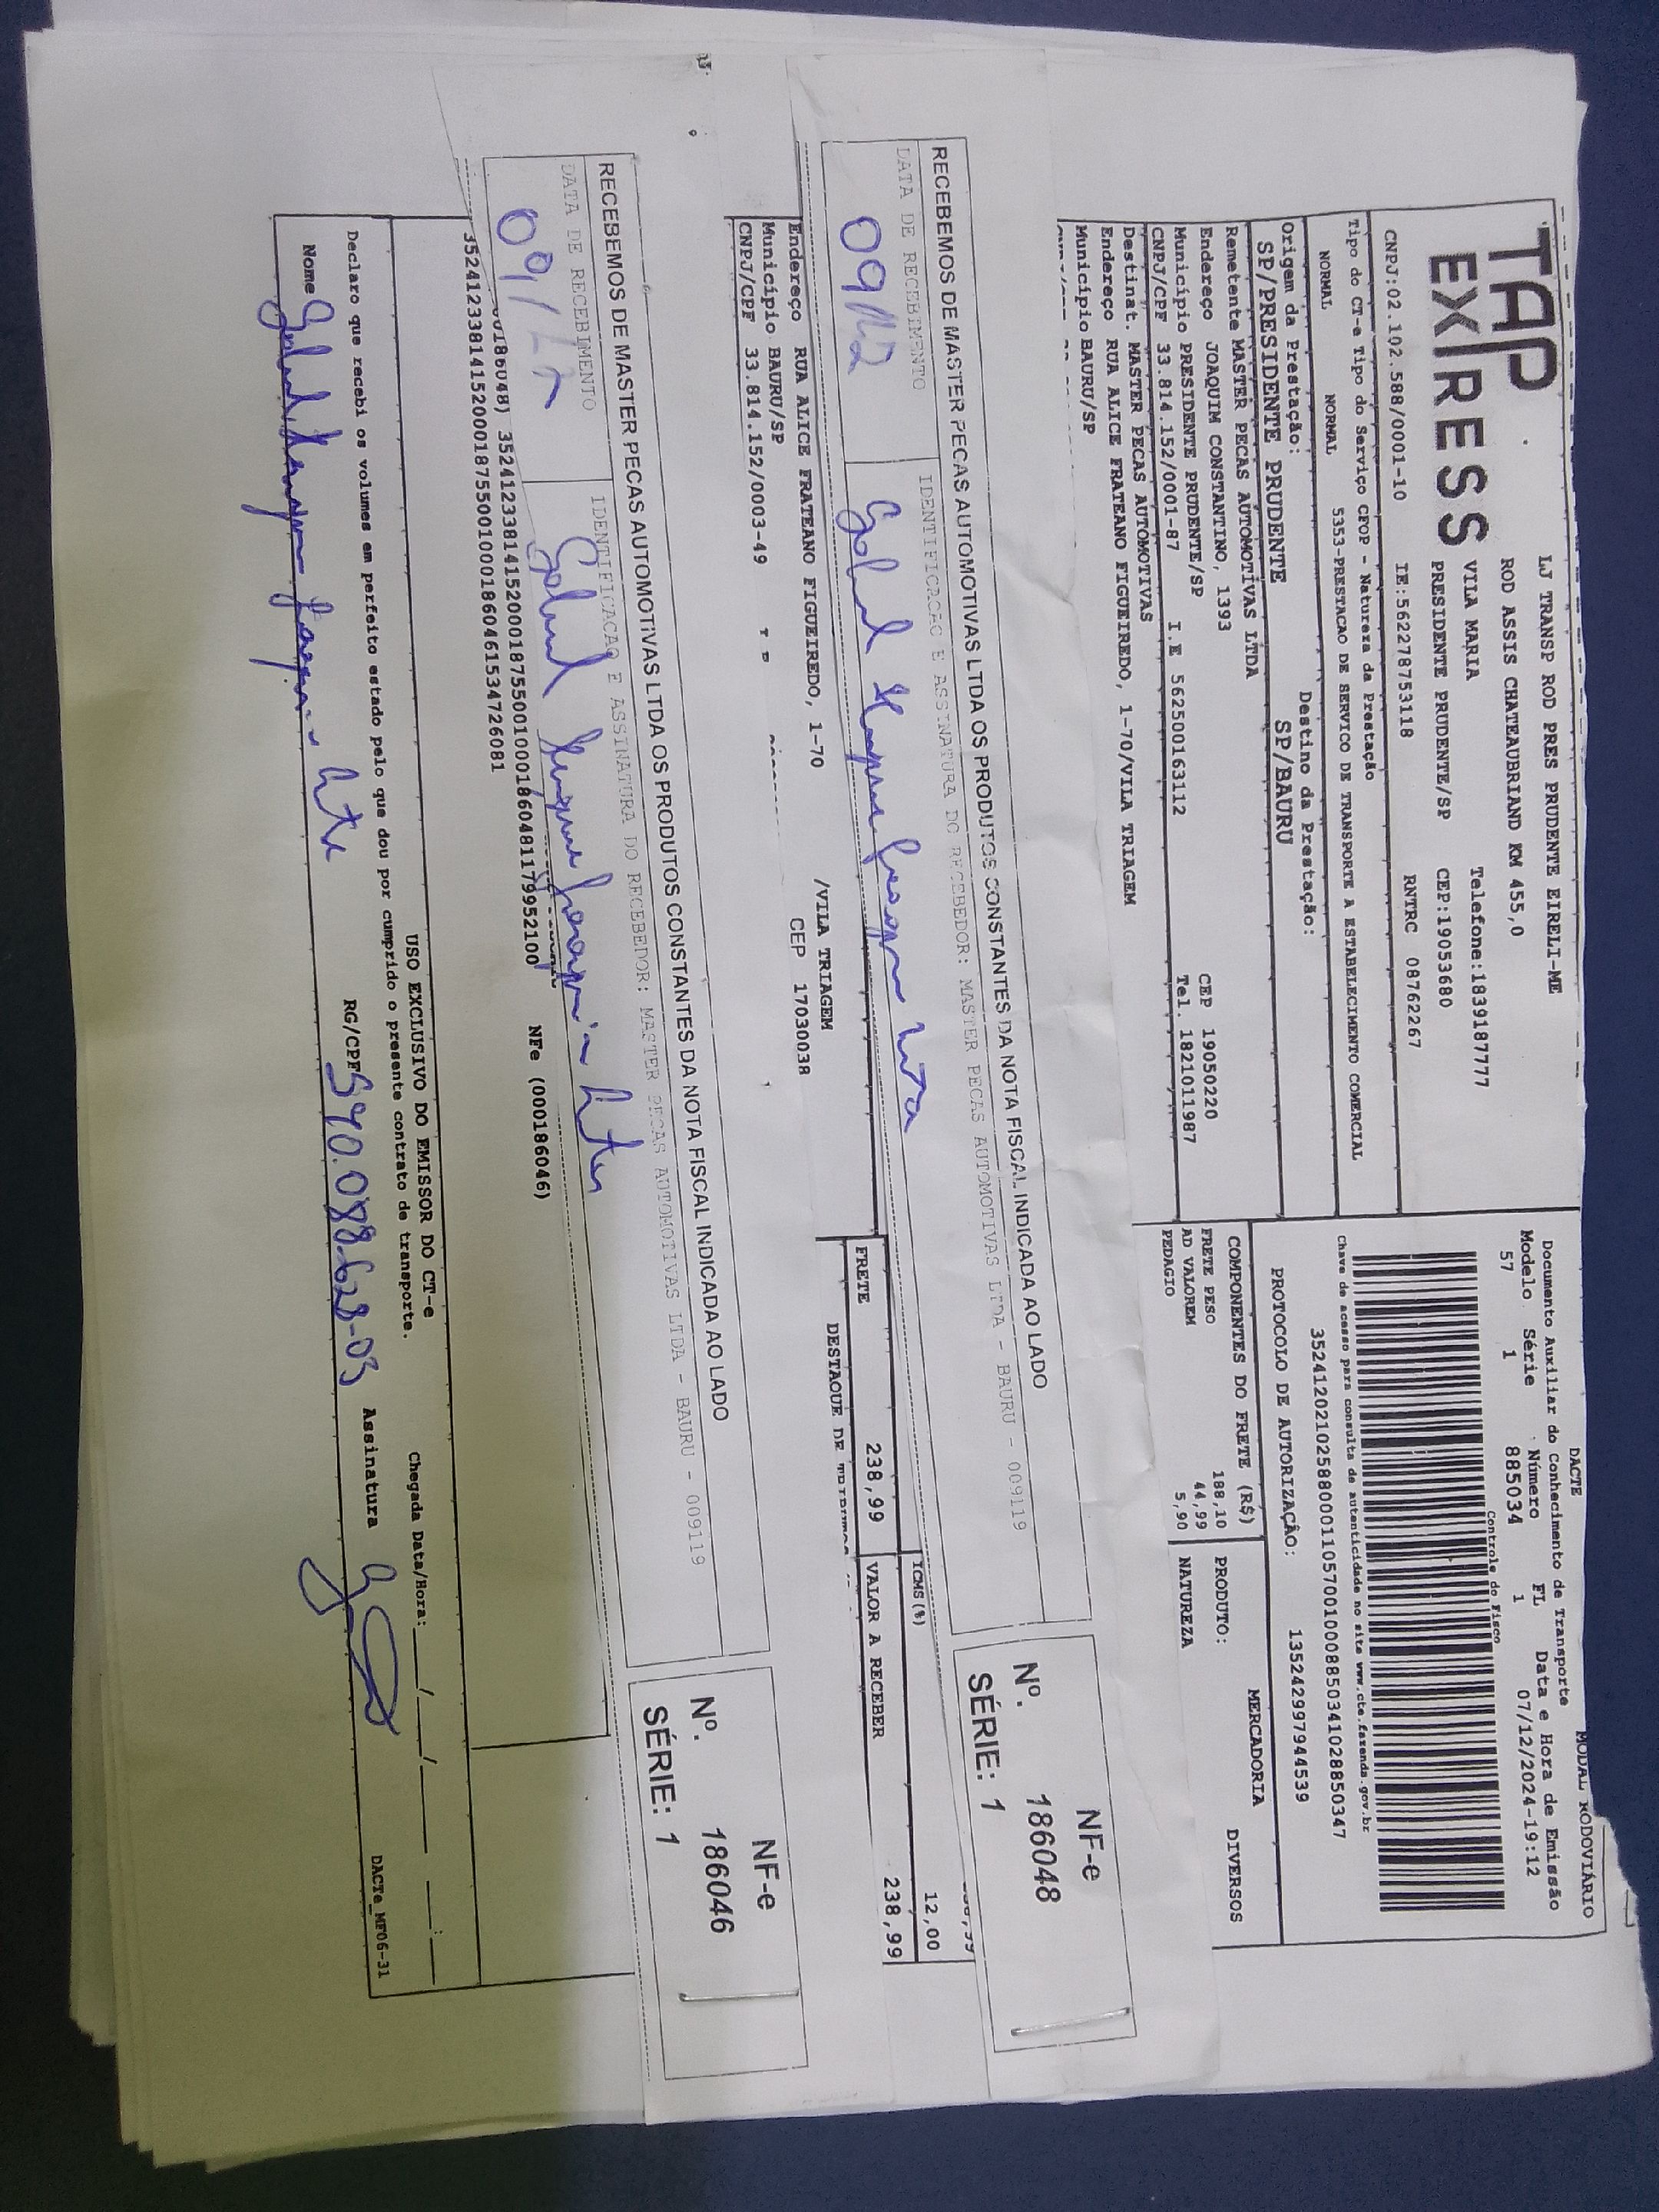 MODAL RODOVIÁRIO
TAP
EXPRESS
LJ TRANSP ROD PRES PRUDENTE EIRELI-ME
ROD ASSIS CHATEAUBRIAND KM 455,0
VILA MARIA Telefone:1839187777
PRESIDENTE PRUDENTE/SP CEP:19053680
CNPJ:02.102.588/0001-10 IE:562278753118 RNTRC 08762267
DACTE
Documento Auxiliar do Conhecimento de Transporte
Modelo Série Número FL Data e Hora de Emissão
57 1 885034 1 07/12/2024-19:12
Controle do Fisco
Chave de acesso para consulta de autenticidade no site www.cte.fazenda.gov.br
35241202102588000110570010008850341028850347
Tipo do CT-e Tipo do Serviço CFOP - Natureza da Prestação
NORMAL NORMAL 5353-PRESTACAO DE SERVICO DE TRANSPORTE A ESTABELECIMENTO COMERCIAL
PROTOCOLO DE AUTORIZAÇÃO: 135242997944539
Origem da Prestação: Destino da Prestação:
SP/PRESIDENTE PRUDENTE SP/BAURU
Remetente MASTER PECAS AUTOMOTIVAS LTDA
Endereço JOAQUIM CONSTANTINO, 1393
Município PRESIDENTE PRUDENTE/SP CEP 19050220
CNPJ/CPF 33.814.152/0001-87 I.E 562500163112 Tel. 1821011987
Destinat. MASTER PECAS AUTOMOTIVAS
Endereço RUA ALICE FRATEANO FIGUEIREDO, 1-70/VILA TRIAGEM
Município BAURU/SP
COMPONENTES DO FRETE (R$)
FRETE PESO 188,10
AD VALOREM 44,99
PEDAGIO 5,90
MERCADORIA
PRODUTO: DIVERSOS
NATUREZA
RECEBEMOS DE MASTER PECAS AUTOMOTIVAS LTDA OS PRODUTOS CONSTANTES DA NOTA FISCAL INDICADA AO LADO
DATA DE RECEBIMENTO IDENTIFICACAO E ASSINATURA DO RECEBEDOR: MASTER PECAS AUTOMOTIVAS LTDA - BAURU - 009119
09/12
NF-e
Nº. 186048
SÉRIE: 1
ICMS (%) 12,00
FRETE 238,99 VALOR A RECEBER 238,99
DESTAQUE DE
Endereço RUA ALICE FRATEANO FIGUEIREDO, 1-70 /VILA TRIAGEM
Município BAURU/SP CEP 17030038
CNPJ/CPF 33.814.152/0003-49
RECEBEMOS DE MASTER PECAS AUTOMOTIVAS LTDA OS PRODUTOS CONSTANTES DA NOTA FISCAL INDICADA AO LADO
DATA DE RECEBIMENTO IDENTIFICACAO E ASSINATURA DO RECEBEDOR: MASTER PECAS AUTOMOTIVAS LTDA - BAURU - 009119
09/12
NF-e
Nº. 186046
SÉRIE: 1
35241233814152000187550010001860481179952100 NFe (000186046)
35241233814152000187550010001860461534726081
USO EXCLUSIVO DO EMISSOR DO CT-e
Chegada Data/Hora: ___/___/_____ ___:___
Declaro que recebi os volumes em perfeito estado pelo que dou por cumprido o presente contrato de transporte.
Nome RG/CPF 590.088.628-03 Assinatura
DACTe_MF06-31